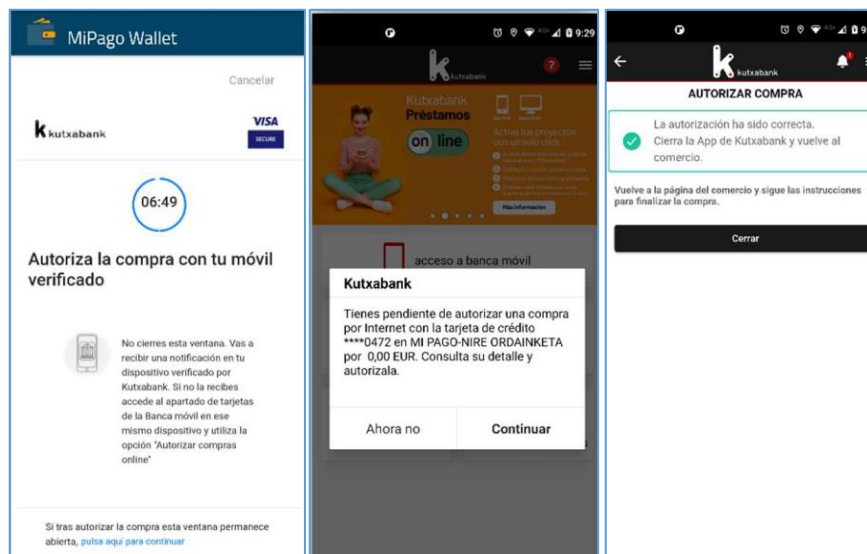 MiPago Wallet
Cancelar
k kutxabank
VISA
SECURE
06:49
Autoriza la compra con tu móvil
verificado
No cierres esta ventana. Vas a
recibir una notificación en tu
dispositivo verificado por
Kutxabank. Si no la recibes
accede al apartado de tarjetas
de la Banca móvil en ese
mismo dispositivo y utiliza la
opción "Autorizar compras
online"
Si tras autorizar la compra esta ventana permanece
abierta, pulsa aquí para continuar
9:29
k kutxabank
?
Kutxabank
Préstamos
on line
Activa tus proyectos
con un solo click
Más información
acceso a banca móvil
Kutxabank
Tienes pendiente de autorizar una compra
por Internet con la tarjeta de crédito
****0472 en MI PAGO-NIRE ORDAINKETA
por 0,00 EUR. Consulta su detalle y
autorizala.
Ahora no
Continuar
k kutxabank
AUTORIZAR COMPRA
La autorización ha sido correcta.
Cierra la App de Kutxabank y vuelve al
comercio.
Vuelve a la página del comercio y sigue las instrucciones
para finalizar la compra.
Cerrar